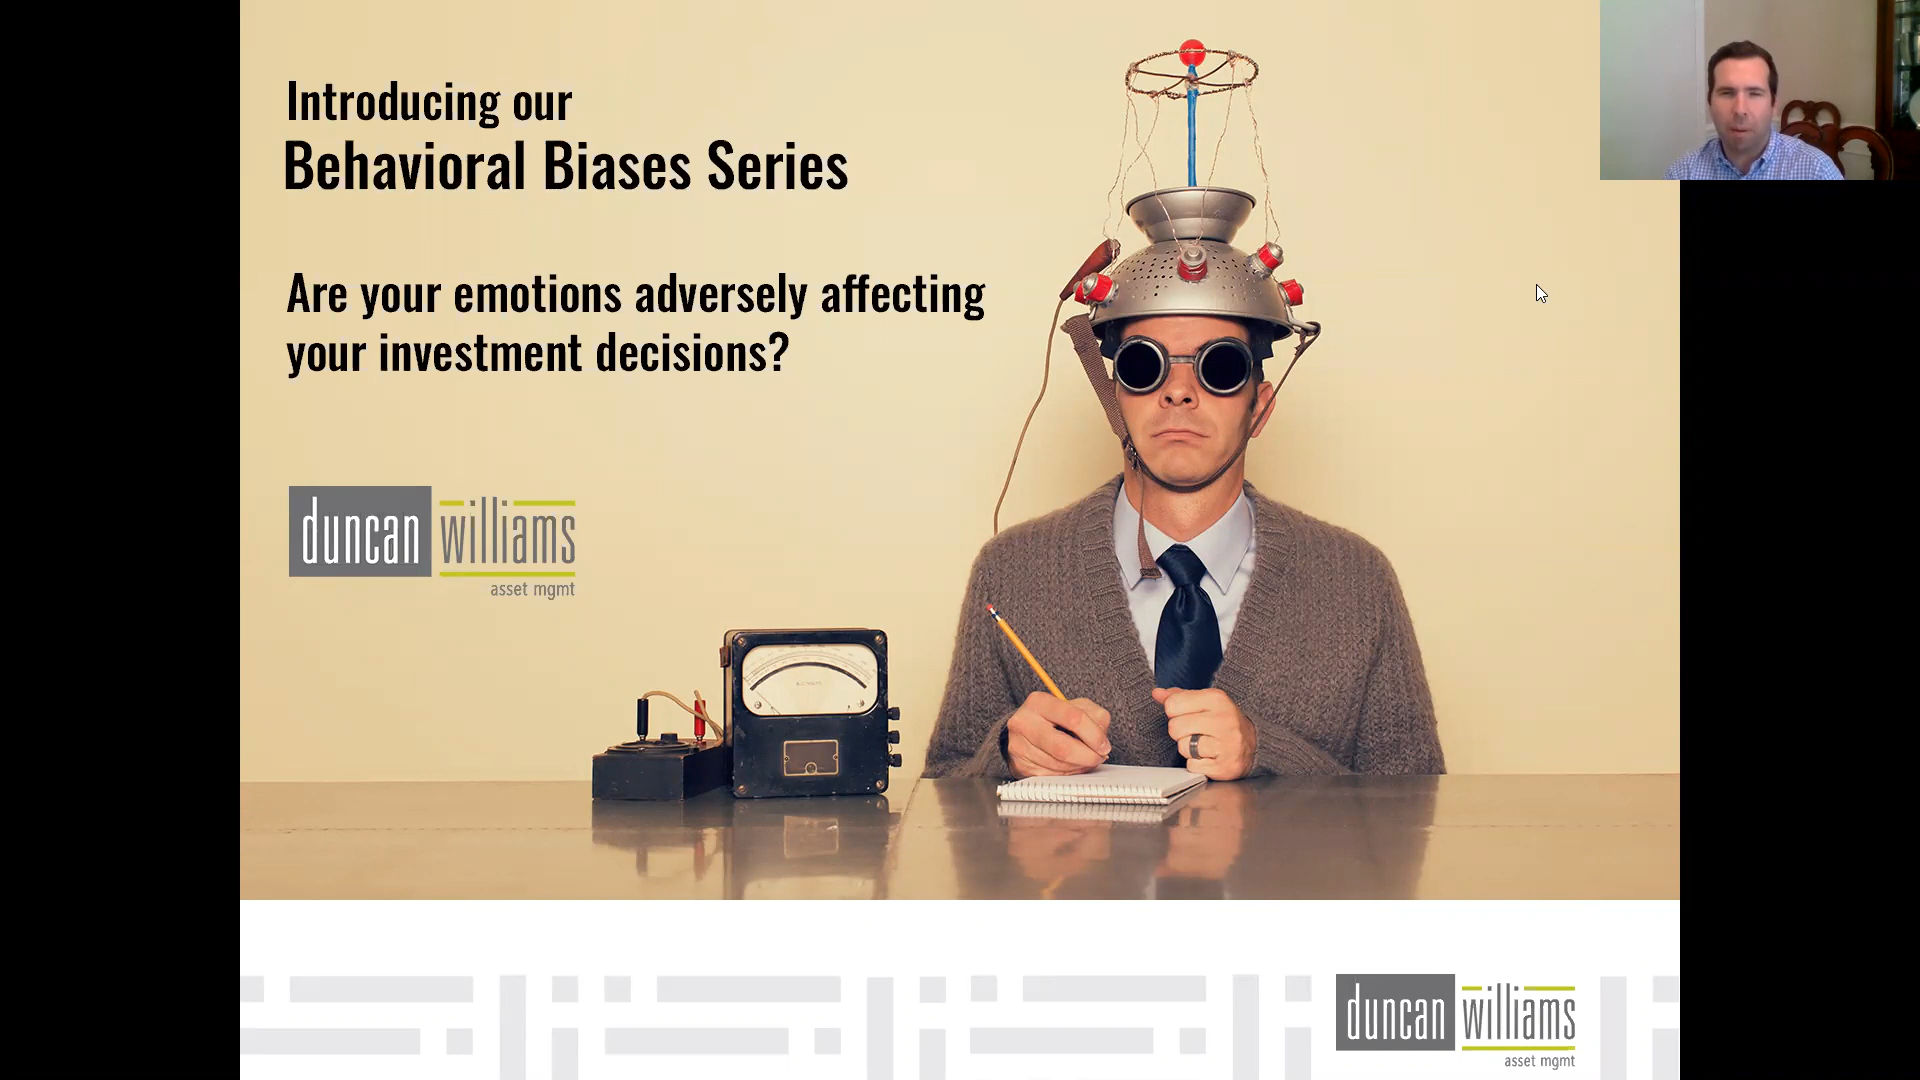 Introducing our
Behavioral Biases Series
Are your emotions adversely affecting
your investment decisions?
duncan williams
asset mgmt
duncan williams
asset mgmt